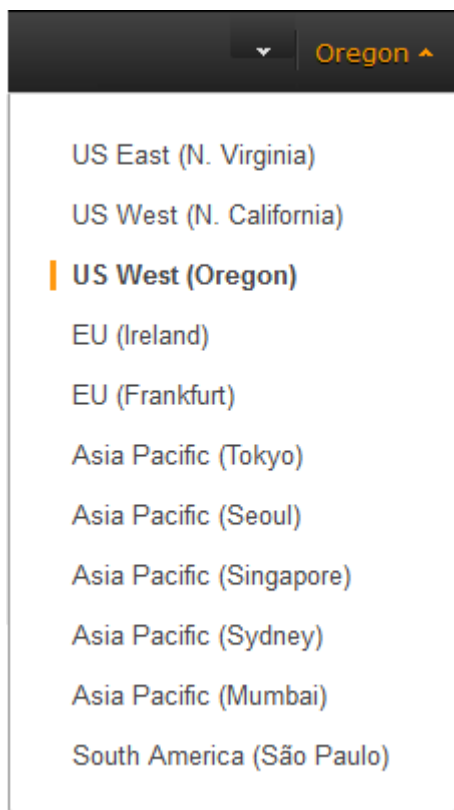 Oregon
US East (N. Virginia)
US West (N. California)
US West (Oregon)
EU (Ireland)
EU (Frankfurt)
Asia Pacific (Tokyo)
Asia Pacific (Seoul)
Asia Pacific (Singapore)
Asia Pacific (Sydney)
Asia Pacific (Mumbai)
South America (São Paulo)